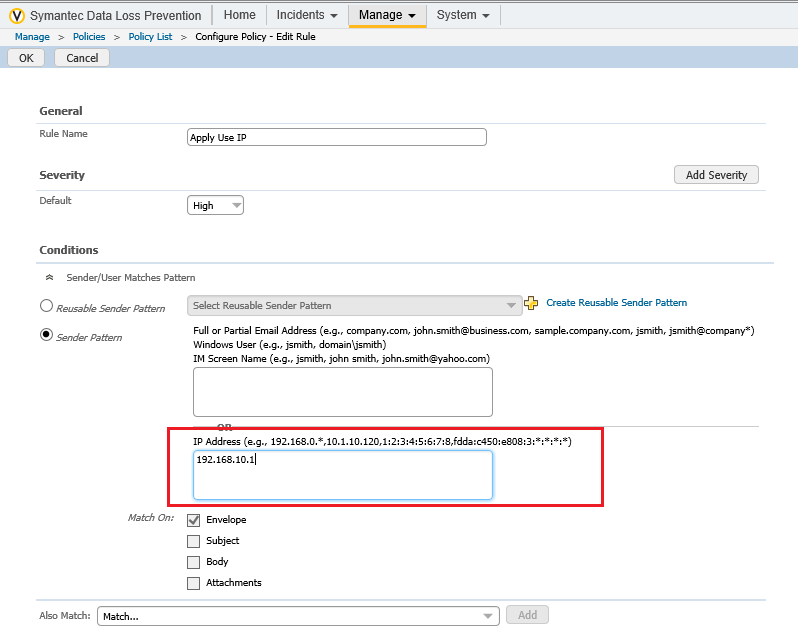 Symantec Data Loss Prevention Home Incidents Manage System
Manage > Policies > Policy List > Configure Policy - Edit Rule
OK Cancel
General
Rule Name Apply Use IP
Severity Add Severity
Default High
Conditions
Sender/User Matches Pattern
Reusable Sender Pattern Select Reusable Sender Pattern Create Reusable Sender Pattern
Sender Pattern
Full or Partial Email Address (e.g., company.com, john.smith@business.com, sample.company.com, jsmith, jsmith@company*)
Windows User (e.g., jsmith, domain\jsmith)
IM Screen Name (e.g., jsmith, john smith, john.smith@yahoo.com)
OR
IP Address (e.g., 192.168.0.*,10.1.10.120,1:2:3:4:5:6:7:8,fdda:c450:e808:3:*:*:*:*)
192.168.10.1
Match On: Envelope
Subject
Body
Attachments
Also Match: Match... Add